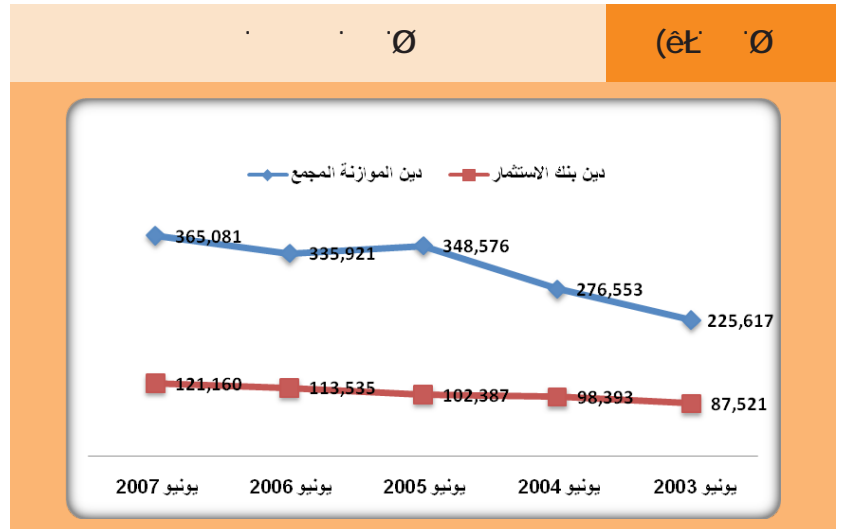 دين الموازنة المجمع دين بنك الاستثمار
365,081 335,921 348,576 276,553 225,617
121,160 113,535 102,387 98,393 87,521
يونيو 2007 يونيو 2006 يونيو 2005 يونيو 2004 يونيو 2003